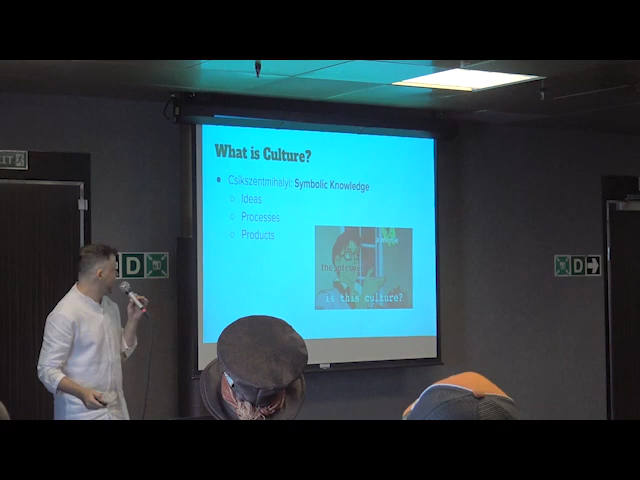 What is Culture?
Csikszentmihalyi: Symbolic Knowledge
Ideas
Processes
Products
is this culture?
D
D